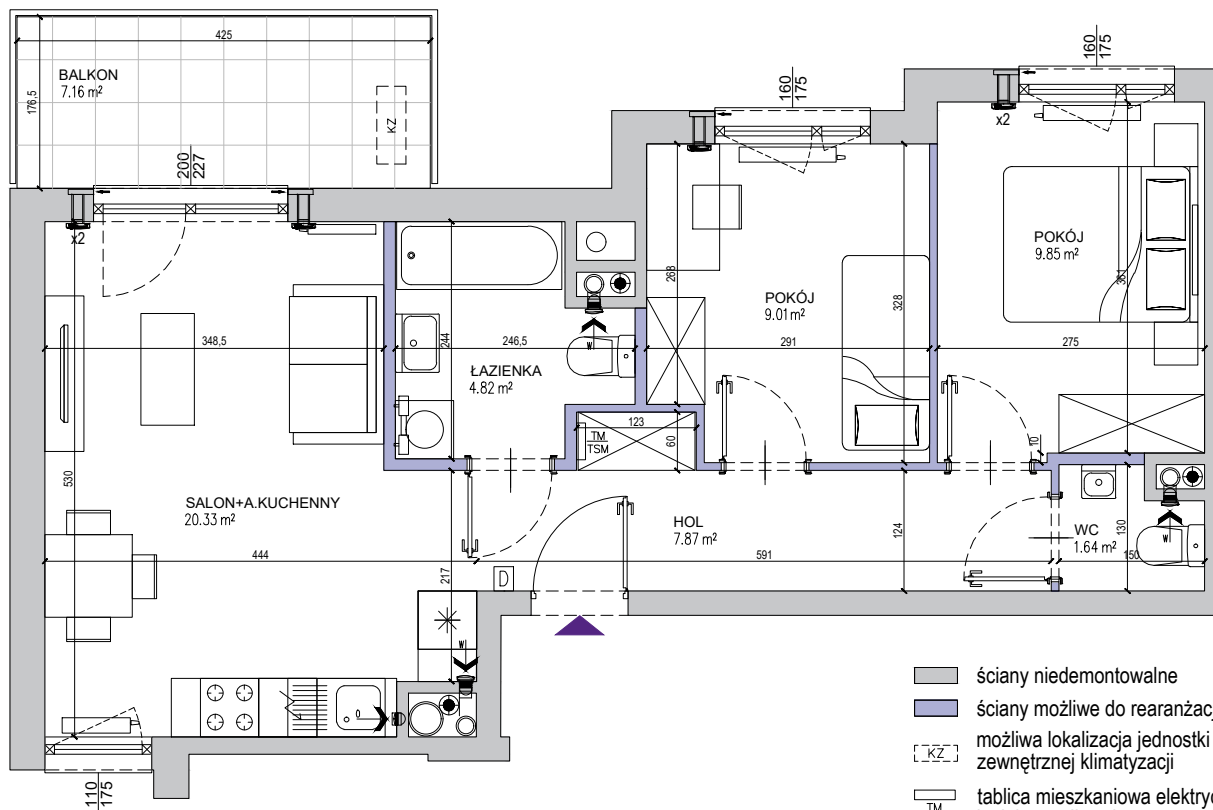 425
160
175
160
175
BALKON
7.16 m²
176,5
KZ
x2
200
227
x2
POKÓJ
9.85 m²
361
268
POKÓJ
9.01 m²
328
348,5
244
246,5
W
291
275
ŁAZIENKA
4.82 m²
123
TM
TSM
60
10
530
SALON+A.KUCHENNY
20.33 m²
HOL
7.87 m²
124
WC
1.64 m²
130
W
150
444
591
217
D
W
ściany niedemontowalne
ściany możliwe do rearanżacj
KZ
możliwa lokalizacja jednostki
zewnętrznej klimatyzacji
tablica mieszkaniowa elektryc
TM
110
175